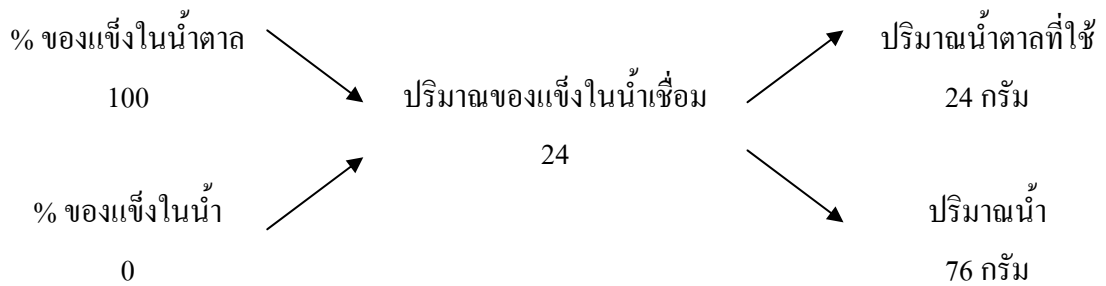 % ของแข็งในน้ำตาล
100
% ของแข็งในน้ำ
0
ปริมาณของแข็งในน้ำเชื่อม
24
ปริมาณน้ำตาลที่ใช้
24 กรัม
ปริมาณน้ำ
76 กรัม